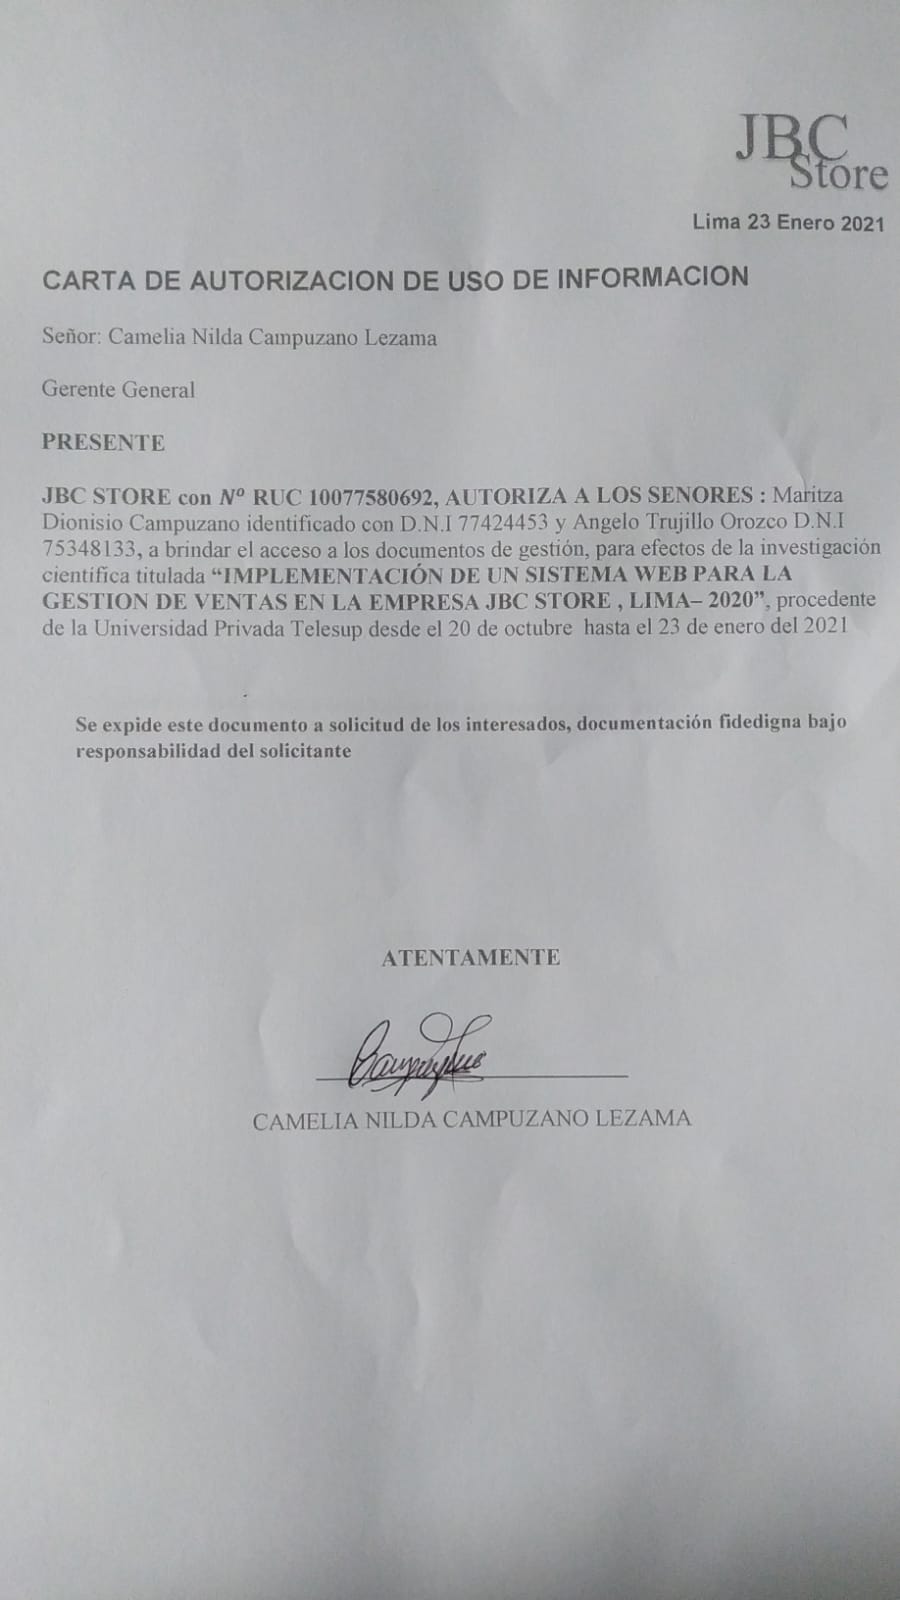 JBC
Store
Lima 23 Enero 2021
CARTA DE AUTORIZACION DE USO DE INFORMACION
Señor: Camelia Nilda Campuzano Lezama
Gerente General
PRESENTE
JBC STORE con Nº RUC 10077580692, AUTORIZA A LOS SENORES : Maritza
Dionisio Campuzano identificado con D.N.I 77424453 y Angelo Trujillo Orozco D.N.I
75348133, a brindar el acceso a los documentos de gestión, para efectos de la investigación
científica titulada “IMPLEMENTACIÓN DE UN SISTEMA WEB PARA LA
GESTION DE VENTAS EN LA EMPRESA JBC STORE , LIMA– 2020”, procedente
de la Universidad Privada Telesup desde el 20 de octubre hasta el 23 de enero del 2021
Se expide este documento a solicitud de los interesados, documentación fidedigna bajo
responsabilidad del solicitante
ATENTAMENTE
CAMELIA NILDA CAMPUZANO LEZAMA